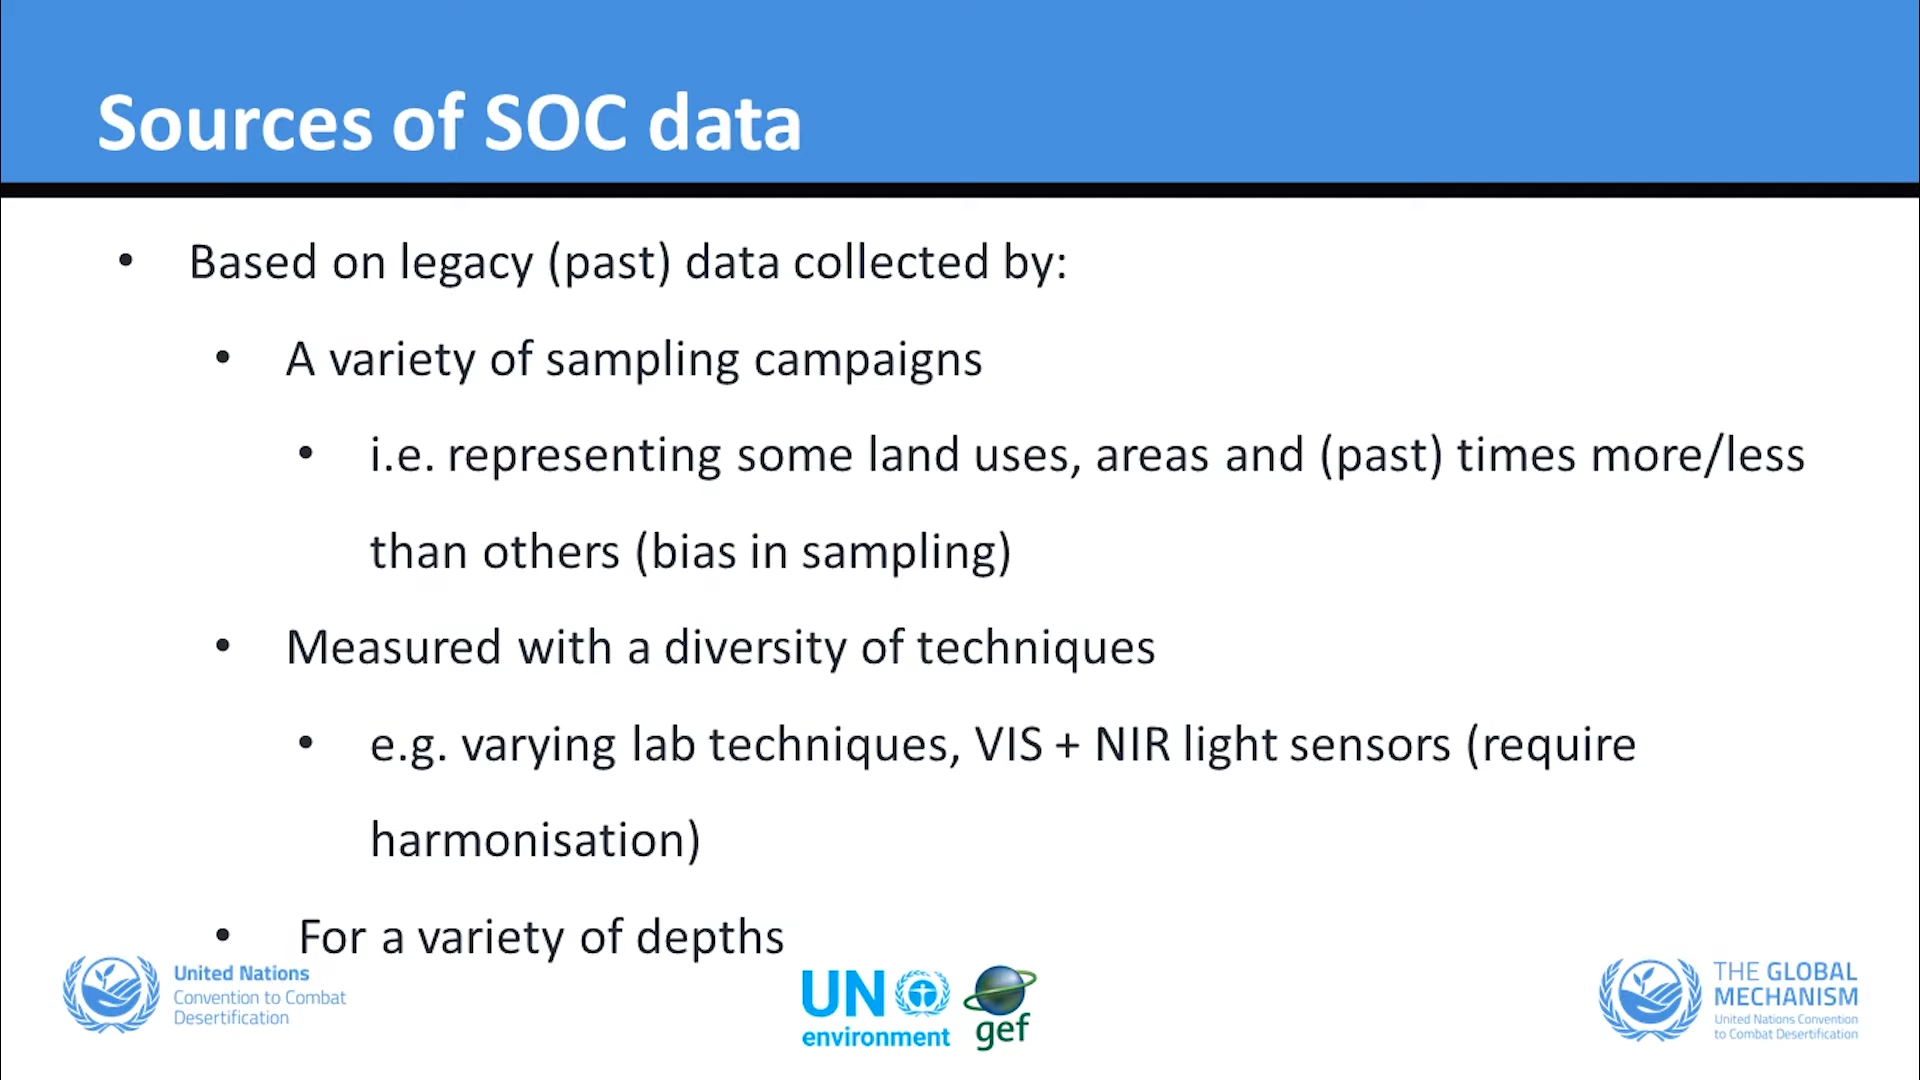 Sources of SOC data
• Based on legacy (past) data collected by:
• A variety of sampling campaigns
• i.e. representing some land uses, areas and (past) times more/less
than others (bias in sampling)
• Measured with a diversity of techniques
• e.g. varying lab techniques, VIS + NIR light sensors (require
harmonisation)
• For a variety of depths
United Nations
Convention to Combat
Desertification
UN
environment
gef
THE GLOBAL
MECHANISM
United Nations Convention
to Combat Desertification